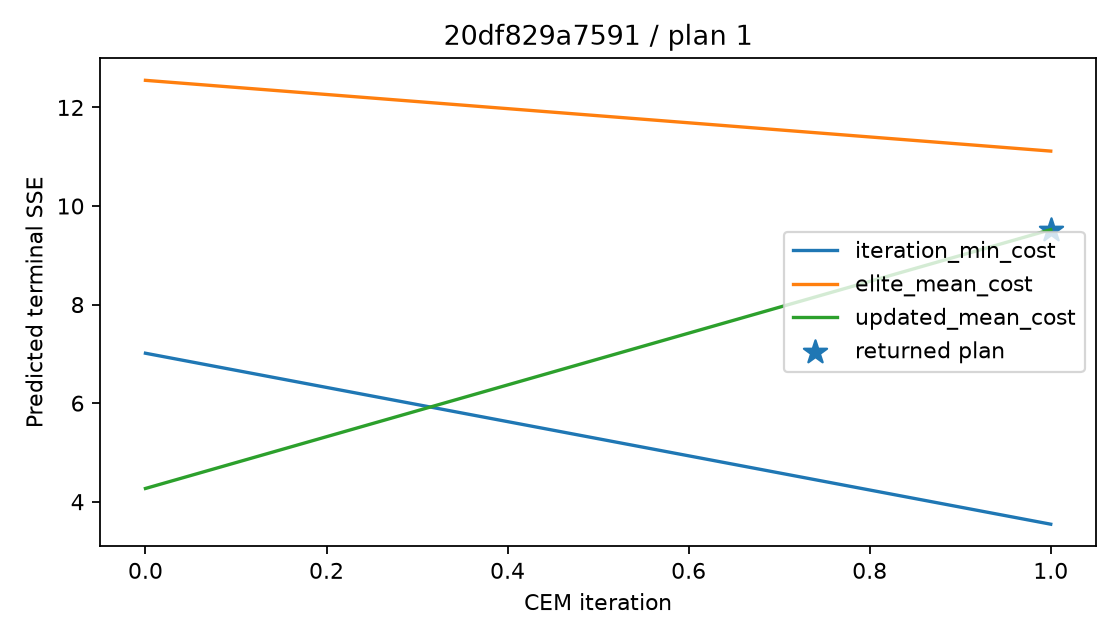 20df829a7591 / plan 1
Predicted terminal SSE
12
10
8
6
4
iteration_min_cost
elite_mean_cost
updated_mean_cost
returned plan
0.0 0.2 0.4 0.6 0.8 1.0
CEM iteration